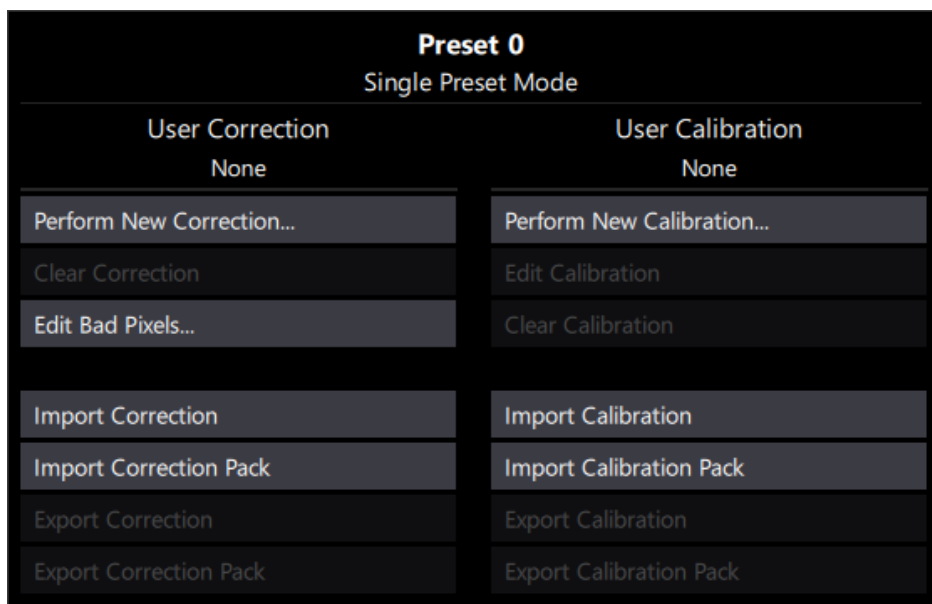 Preset 0
Single Preset Mode
User Correction
None
Perform New Correction...
Clear Correction
Edit Bad Pixels...
Import Correction
Import Correction Pack
Export Correction
Export Correction Pack
User Calibration
None
Perform New Calibration...
Edit Calibration
Clear Calibration
Import Calibration
Import Calibration Pack
Export Calibration
Export Calibration Pack